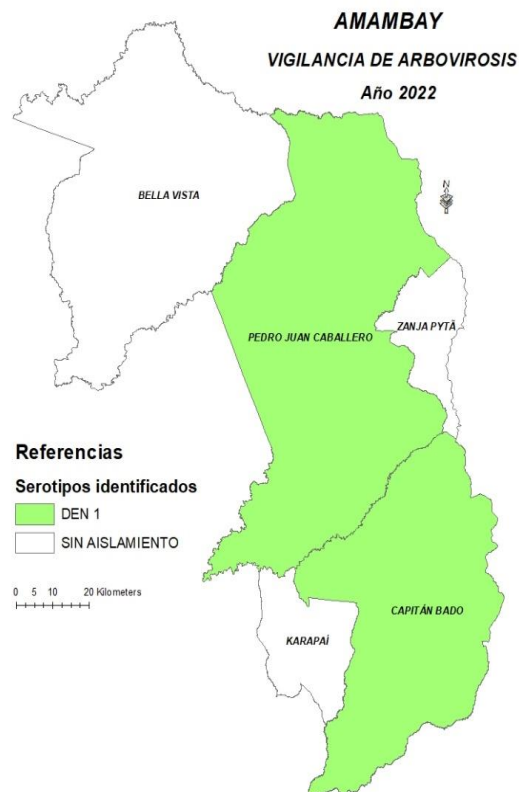 AMAMBAY
VIGILANCIA DE ARBOVIROSIS
Año 2022
N
BELLA VISTA
ZANJA PYTÃ
PEDRO JUAN CABALLERO
Referencias
Serotipos identificados
DEN 1
SIN AISLAMIENTO
0 5 10 20 Kilometers
CAPITÁN BADO
KARAPAÍ